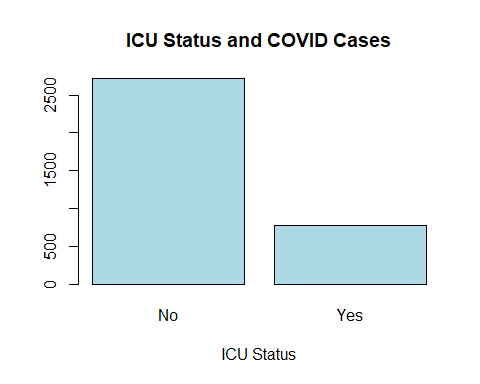 ICU Status and COVID Cases
2500
1500
500
0
No Yes
ICU Status